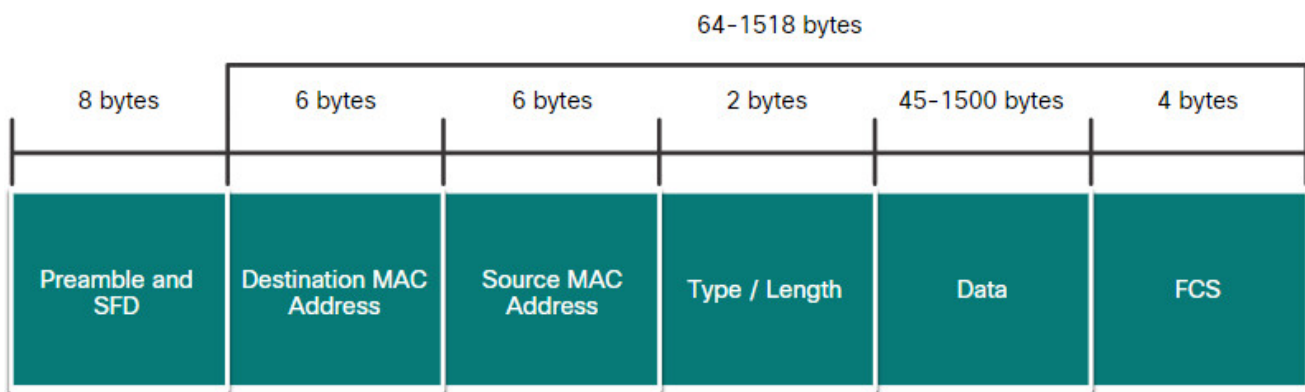 64-1518 bytes
8 bytes
6 bytes
6 bytes
2 bytes
45-1500 bytes
4 bytes
Preamble and
SFD
Destination MAC
Address
Source MAC
Address
Type / Length
Data
FCS